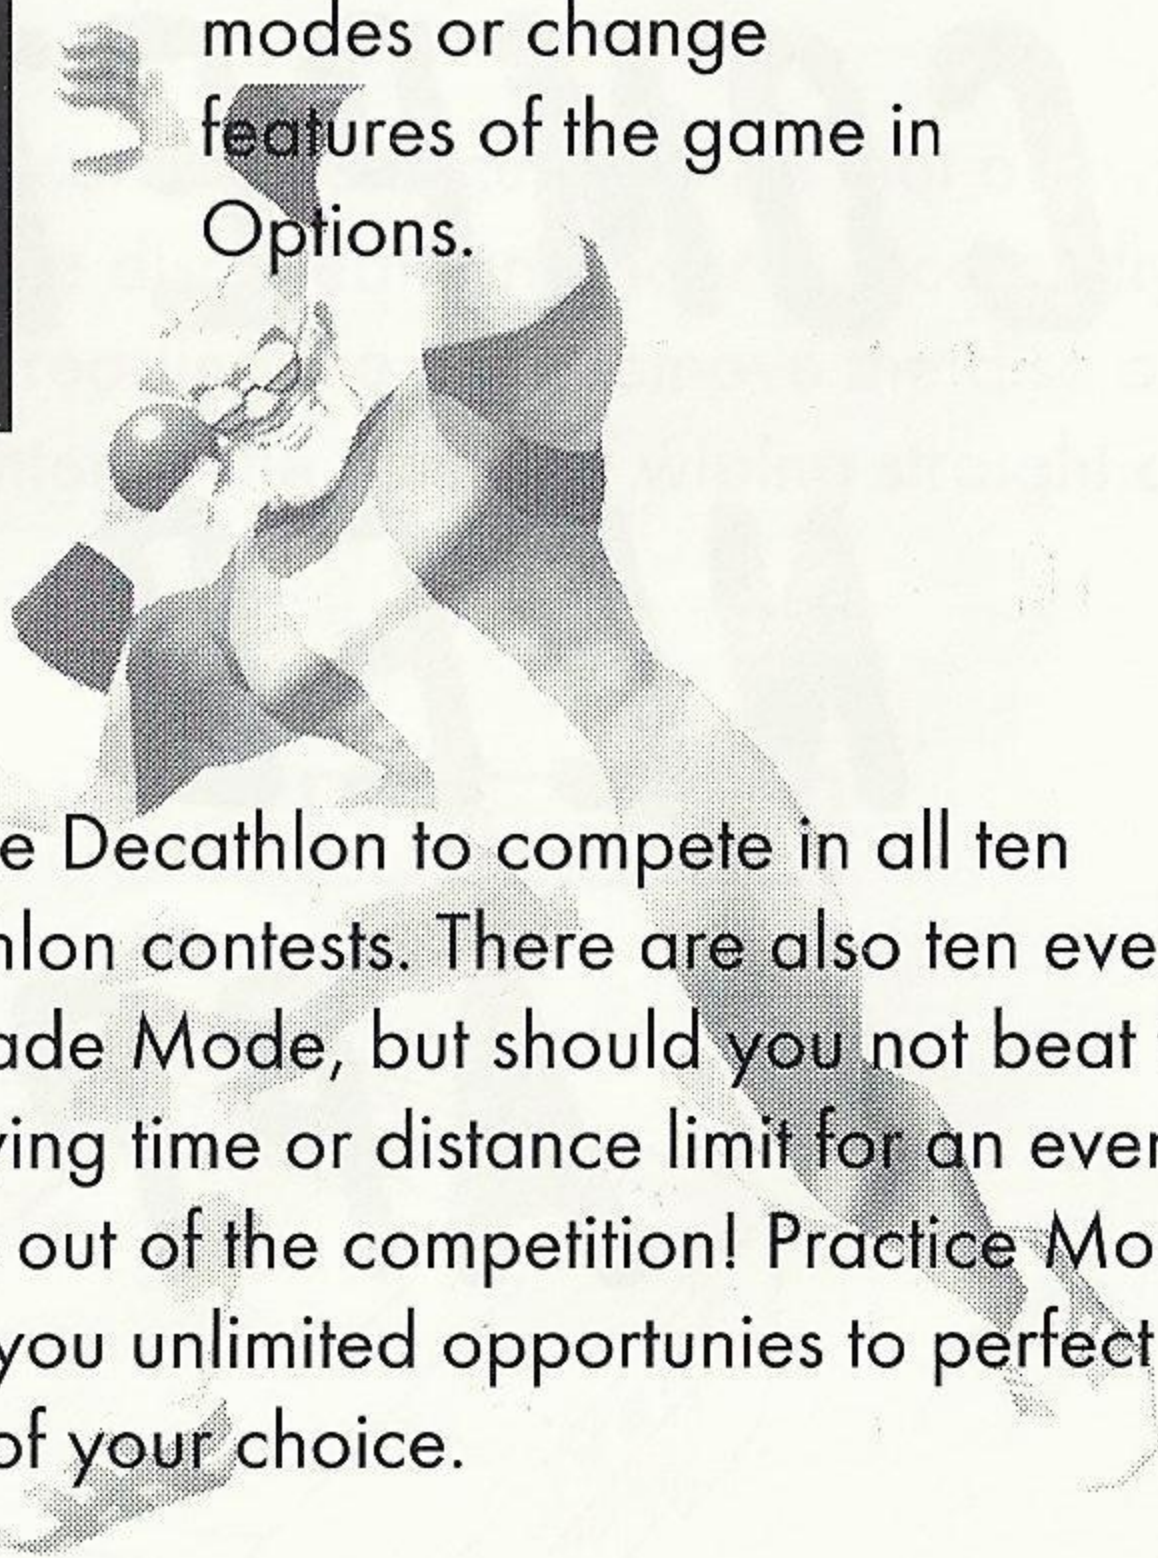 modes or change
features of the game in
Options.
e Decathlon to compete in all ten
hlon contests. There are also ten eve
ade Mode, but should you not beat
ying time or distance limit for an even
out of the competition! Practice Mo
you unlimited opportunies to perfect
of your choice.